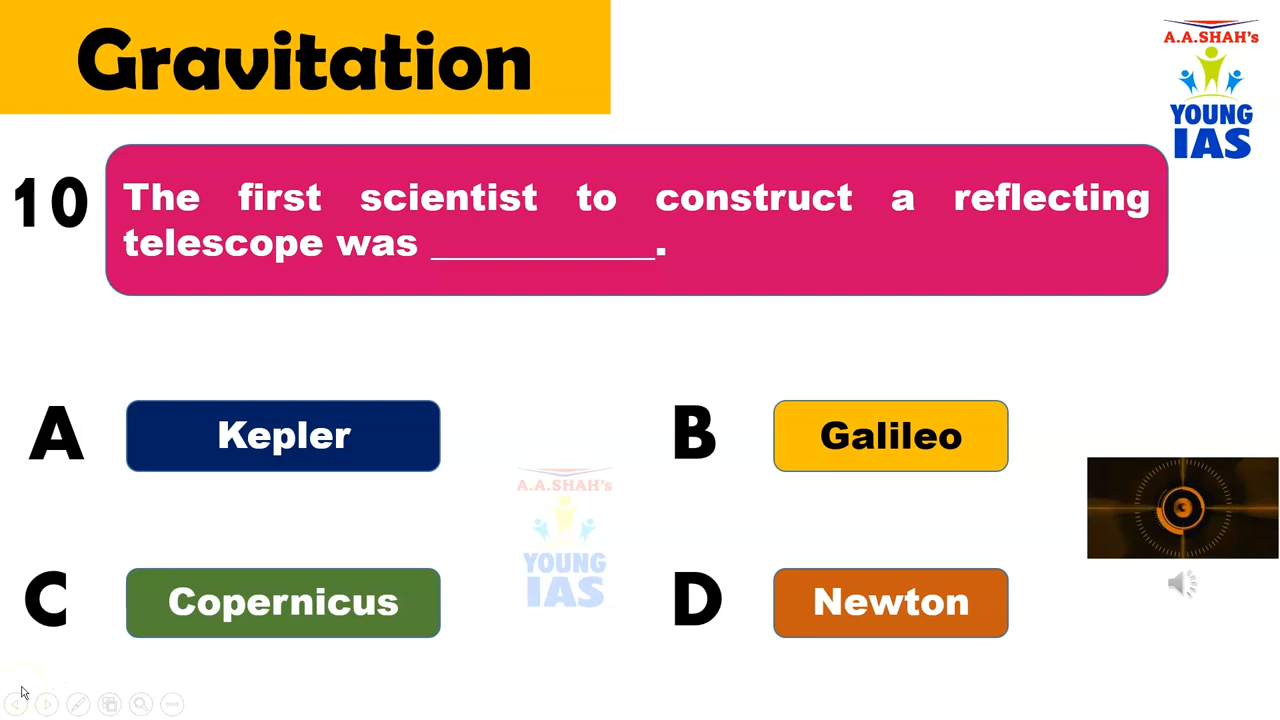 Gravitation
A.A.SHAH's
YOUNG
IAS
10
The first scientist to construct a reflecting
telescope was ___________.
A
Kepler
B
Galileo
A.A.SHAH's
YOUNG
IAS
C
Copernicus
D
Newton